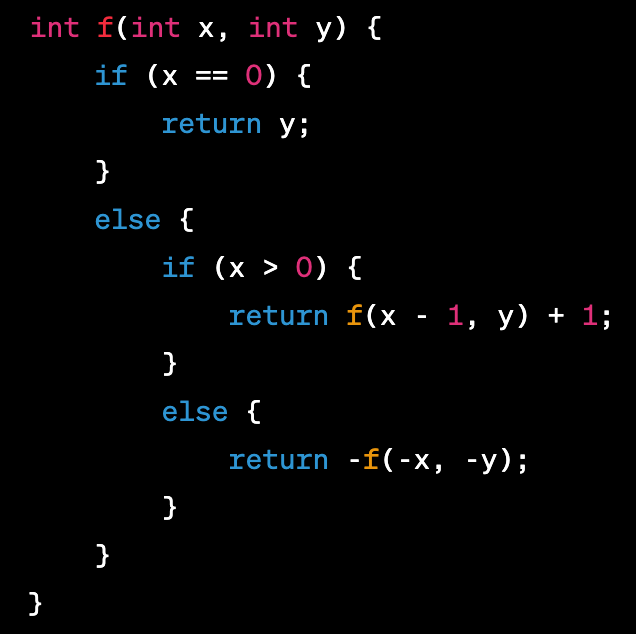 int f(int x, int y) {
    if (x == 0) {
        return y;
    }
    else {
        if (x > 0) {
            return f(x - 1, y) + 1;
        }
        else {
            return -f(-x, -y);
        }
    }
}